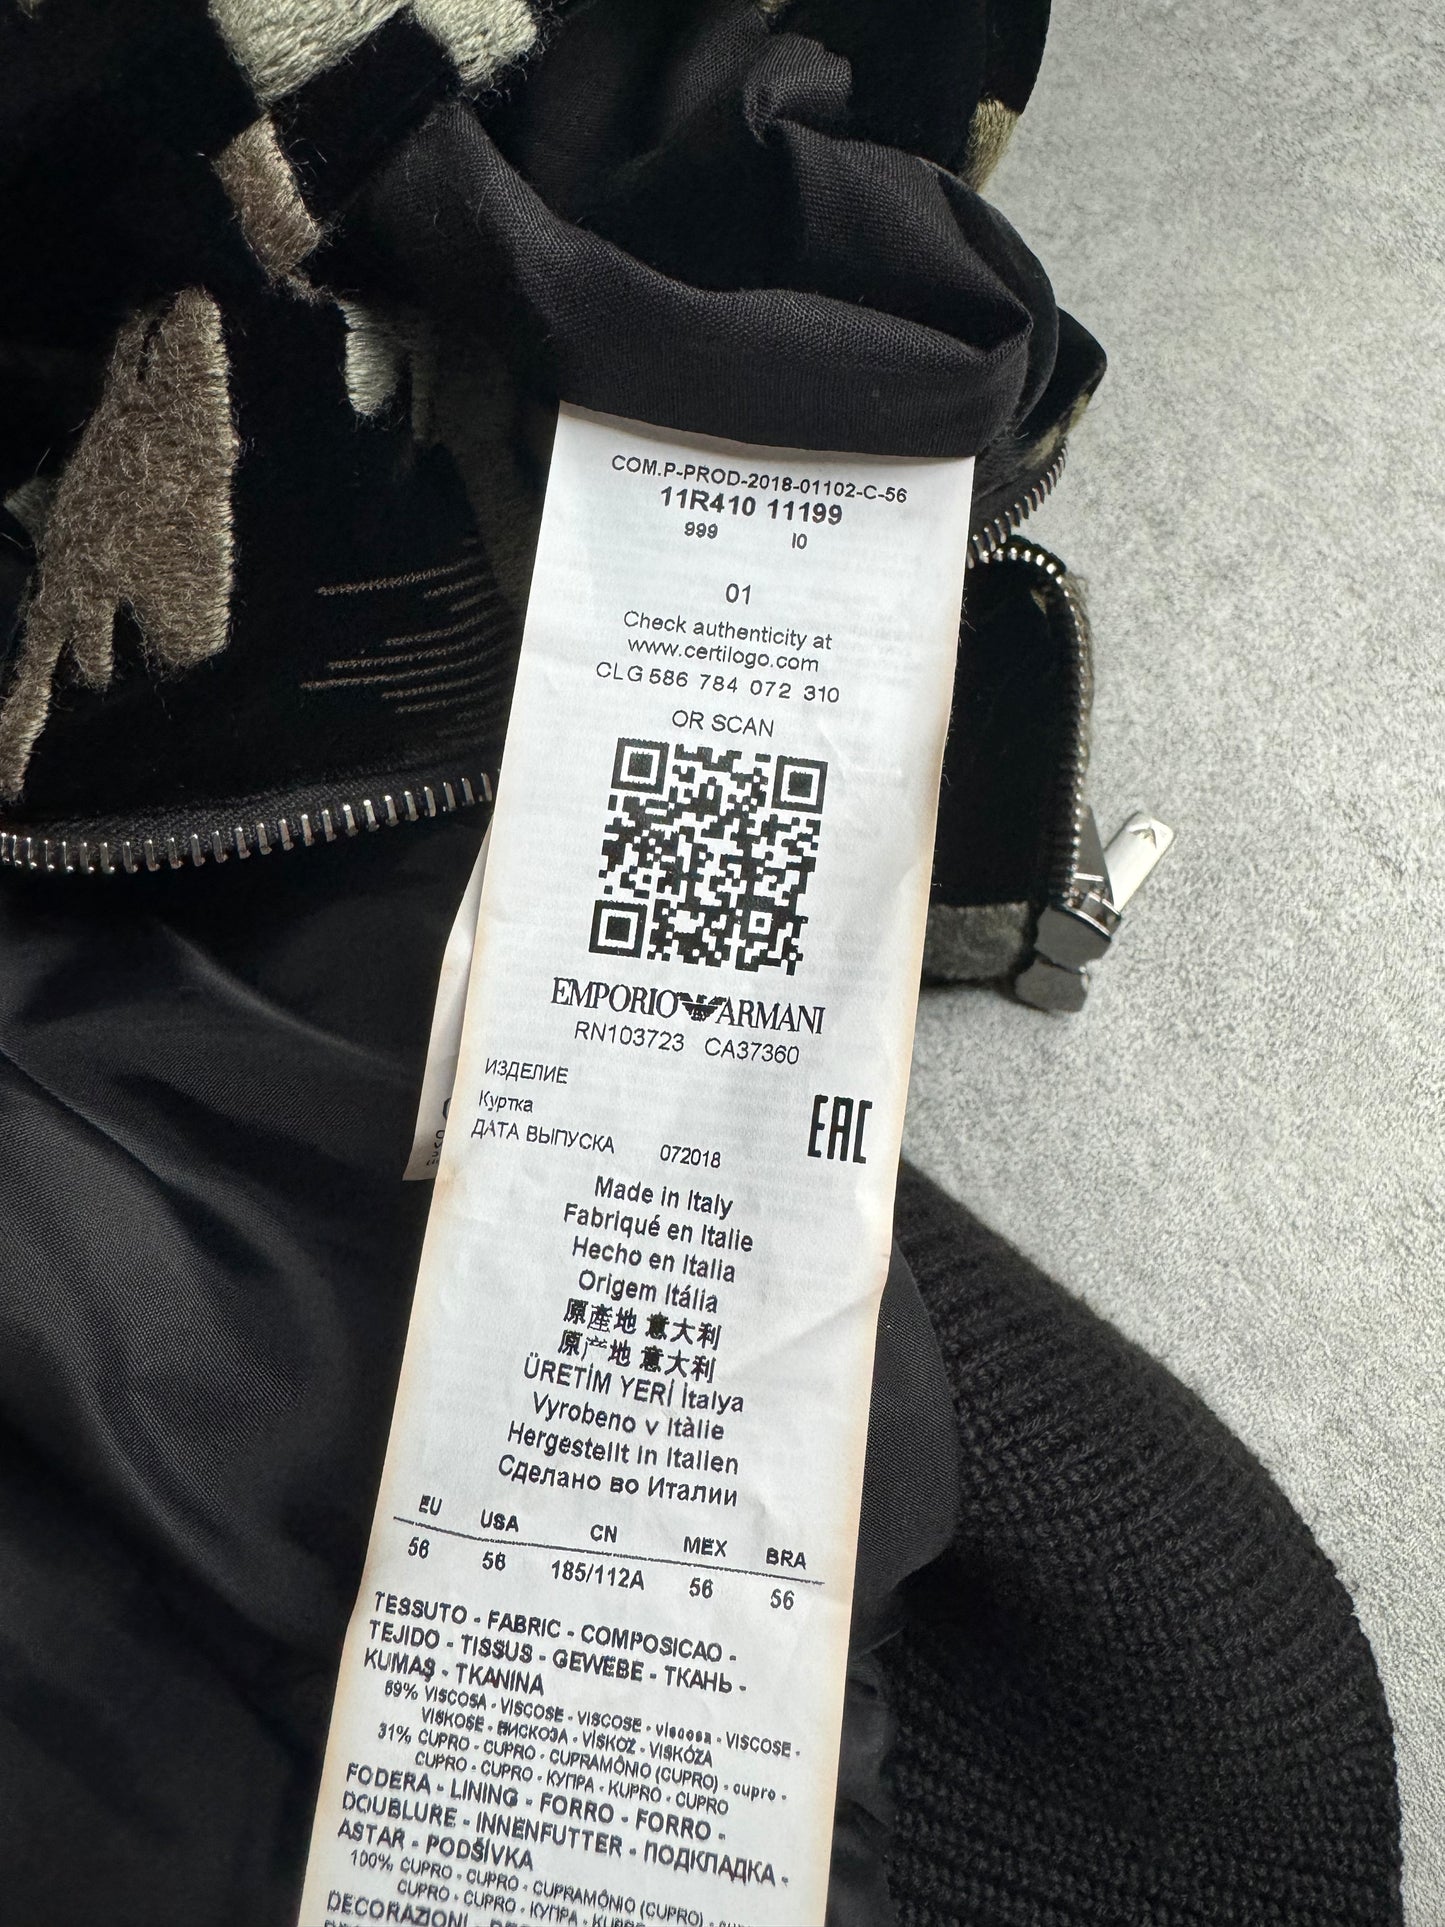 COM.P-PROD-2018-01102-C-56
11R410 11199
999 I0
01
Check authenticity at
www.certilogo.com
CLG 586 784 072 310
OR SCAN
EMPORIO ARMANI
RN103723 CA37360
ИЗДЕЛИЕ
Куртка
ДАТА ВЫПУСКА 072018
EAC
Made in Italy
Fabriqué en Italie
Hecho en Italia
Origem Itália
原產地 意大利
原产地 意大利
ÜRETİM YERİ İtalya
Vyrobeno v Itàlie
Hergestellt in Italien
Сделано во Италии
EU USA CN MEX BRA
56 56 185/112A 56 56
TESSUTO - FABRIC - COMPOSICAO -
TEJIDO - TISSUS - GEWEBE - ТКАНЬ -
KUMAŞ - TKANINA
69% VISCOSA - VISCOSE - VISCOSE - viscosa - VISCOSE -
VISKOSE - ВИСКОЗА - VİSKOZ - VISKÓZA
31% CUPRO - CUPRO - CUPRAMÔNIO (CUPRO) - cupro -
CUPRO - CUPRO - КУПРА - KUPRO - CUPRO
FODERA - LINING - FORRO - FORRO -
DOUBLURE - INNENFUTTER - ПОДКЛАДКА -
ASTAR - PODŠÍVKA
100% CUPRO - CUPRO - CUPRAMÔNIO (CUPRO) -
CUPRO - CUPRO - КУПРА -
DECORAZIONI -